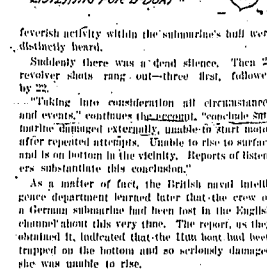 feverish activity within the submarine's hull wer
distinctly heard.
Suddenly there was a dead silence. Then 2
revolver shots rang out—three first, followe
by 22.
"Taking into consideration all circumstance
and events," continues the account, "conclude sub
marine damaged externally, unable to start moto
after repeated attempts. Unable to rise to surfac
and is on bottom in the vicinity. Reports of listen
ers substantiate this conclusion."
As a matter of fact, the British naval intelli
gence department learned later that the crew o
a German submarine had been lost in the Englis
channel about this very time. The report, as the
obtained it, indicated that the Hun boat had bee
trapped on the bottom and so seriously damage
she was unable to rise.